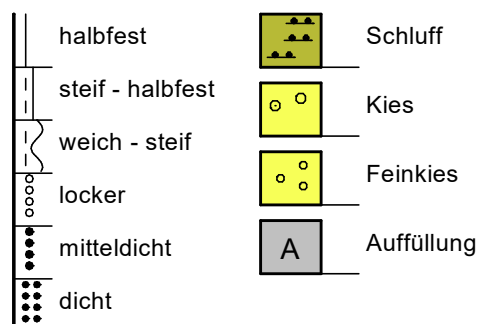 halbfest
steif - halbfest
weich - steif
locker
mitteldicht
dicht
Schluff
Kies
Feinkies
A
Auffüllung